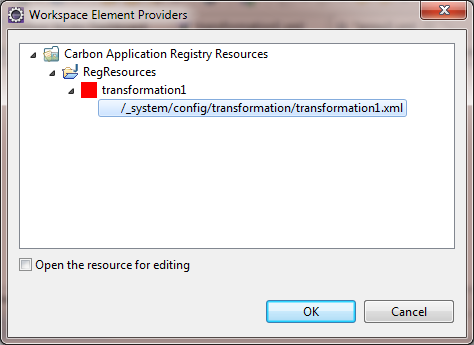 Workspace Element Providers
Carbon Application Registry Resources
RegResources
transformation1
/_system/config/transformation/transformation1.xml
Open the resource for editing
OK
Cancel